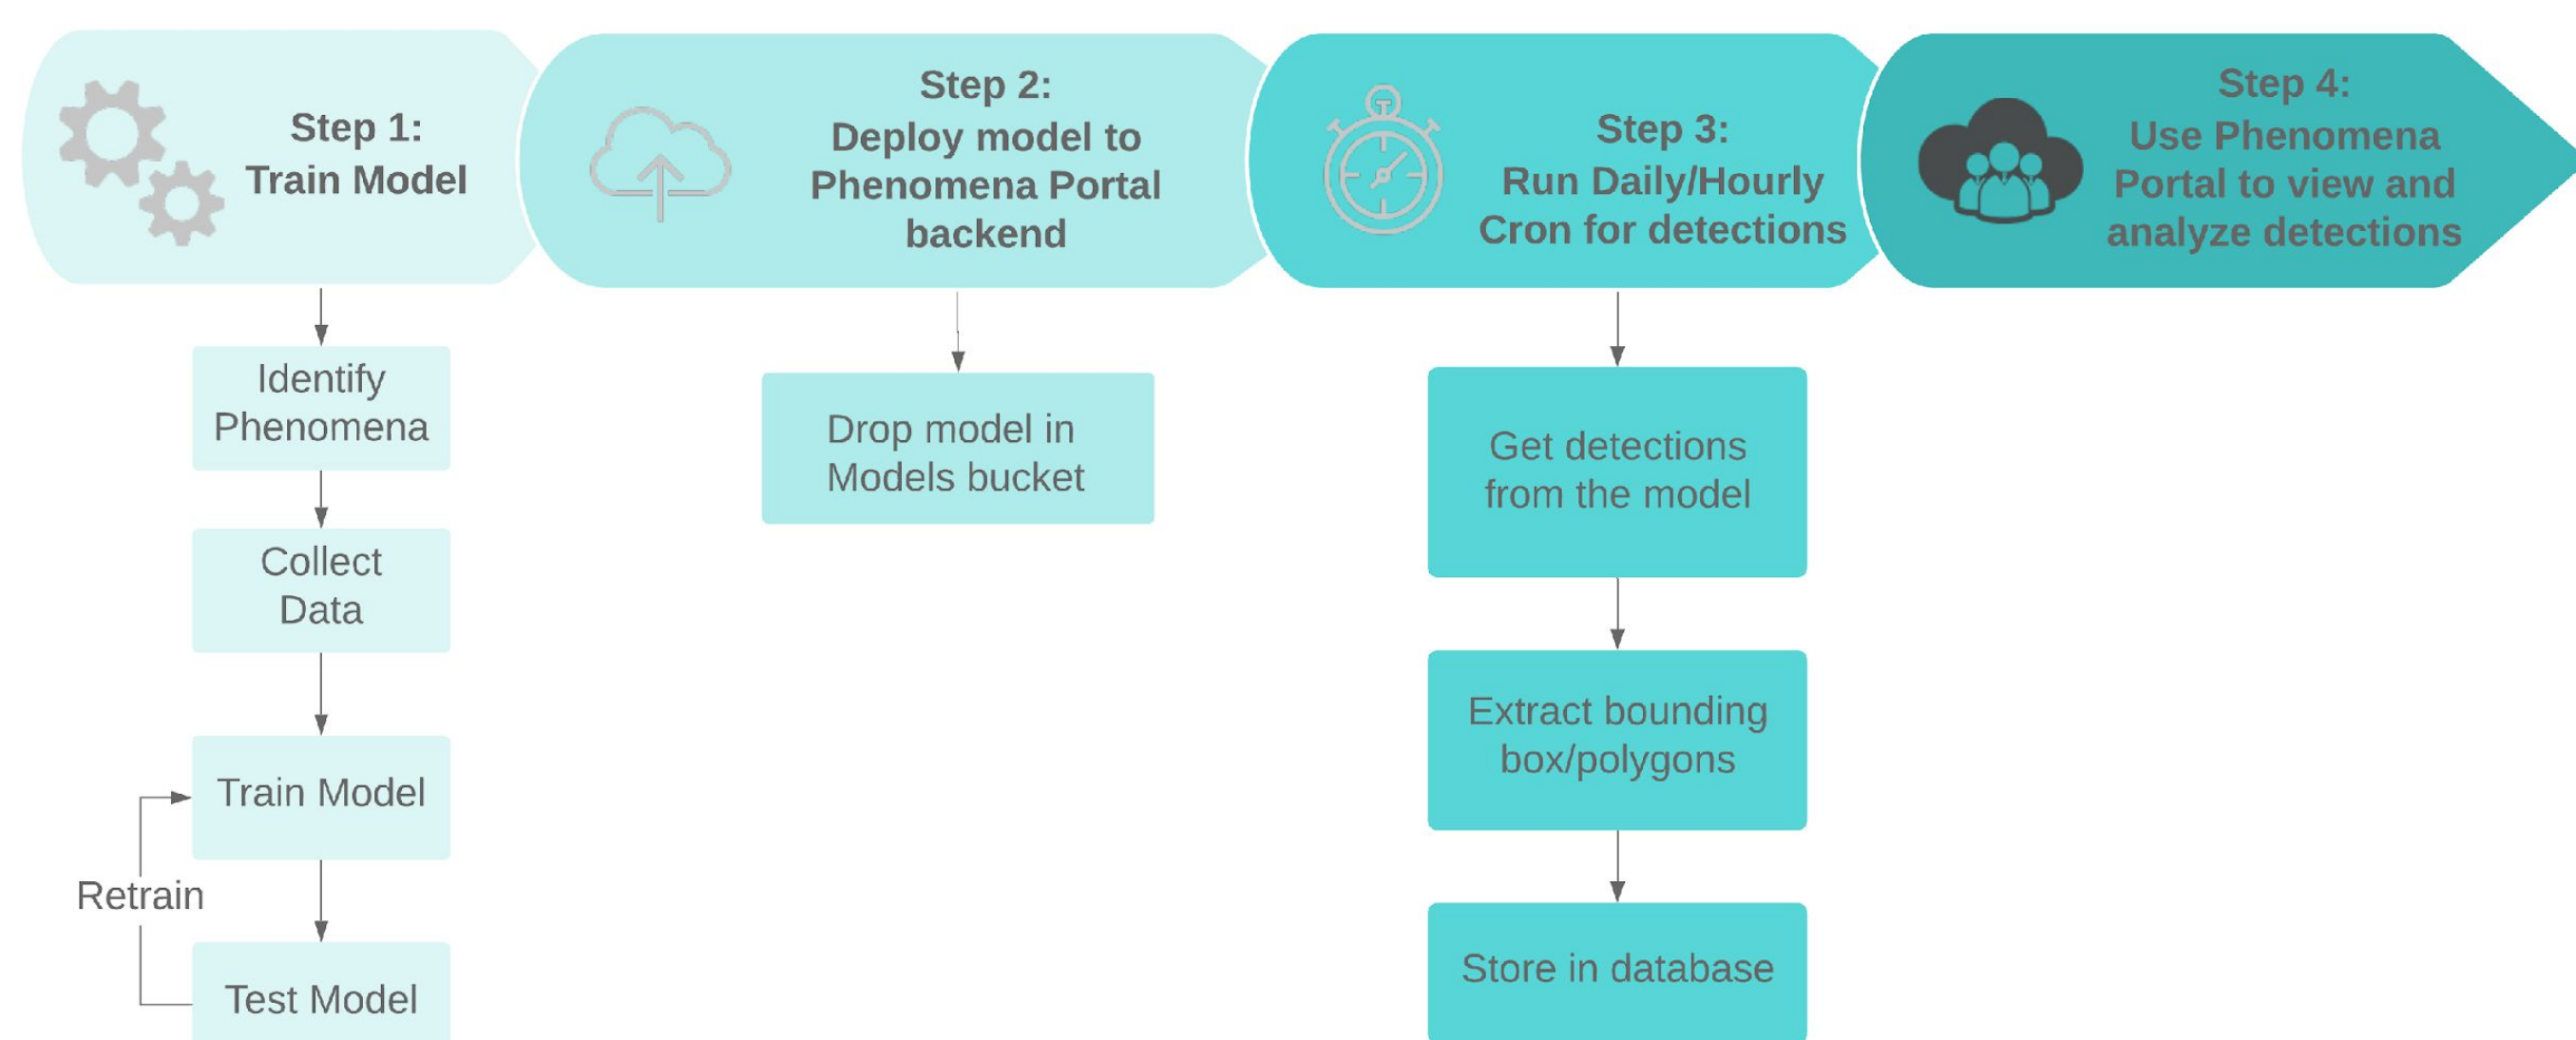 Step 1:
Train Model
Step 2:
Deploy model to
Phenomena Portal
backend
Step 3:
Run Daily/Hourly
Cron for detections
Step 4:
Use Phenomena
Portal to view and
analyze detections
Identify
Phenomena
Collect
Data
Train Model
Retrain
Test Model
Drop model in
Models bucket
Get detections
from the model
Extract bounding
box/polygons
Store in database